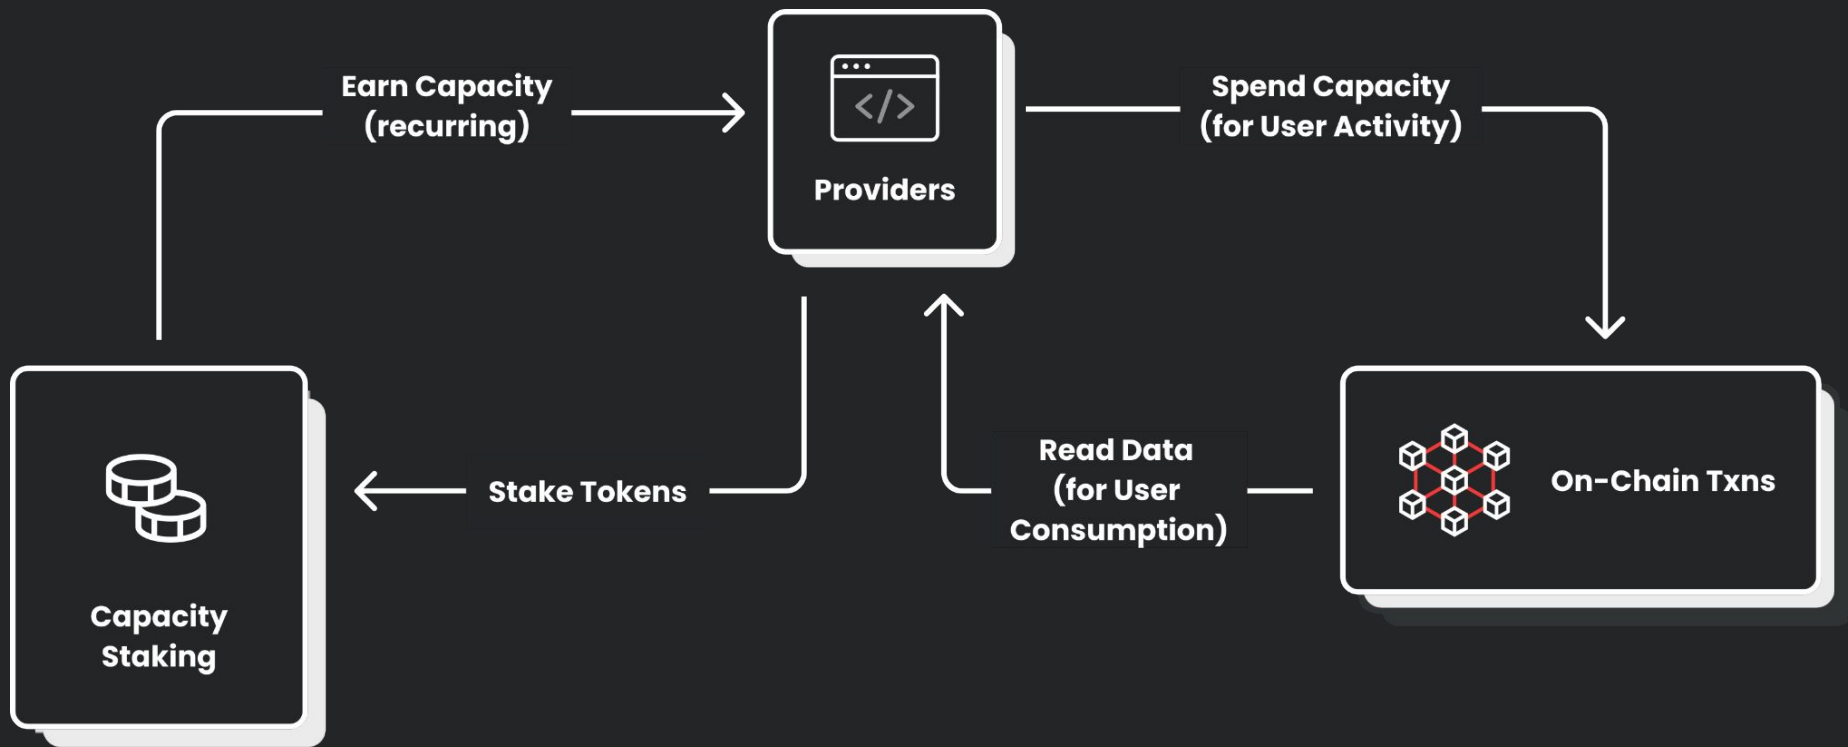 Earn Capacity
(recurring)
</>
Providers
Spend Capacity
(for User Activity)
Stake Tokens
Read Data
(for User
Consumption)
On-Chain Txns
Capacity
Staking